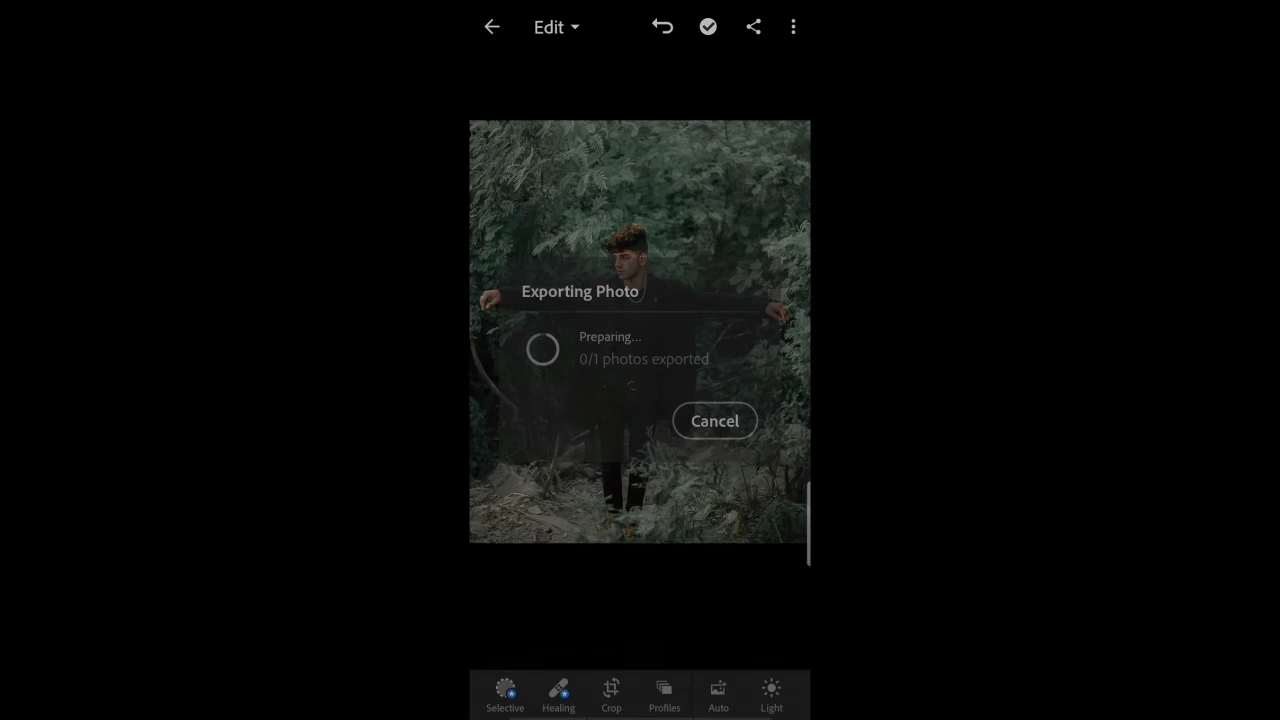 Edit
Exporting Photo
Preparing...
0/1 photos exported.
Cancel
Selective
Healing
Crop
Profiles
Auto
Light